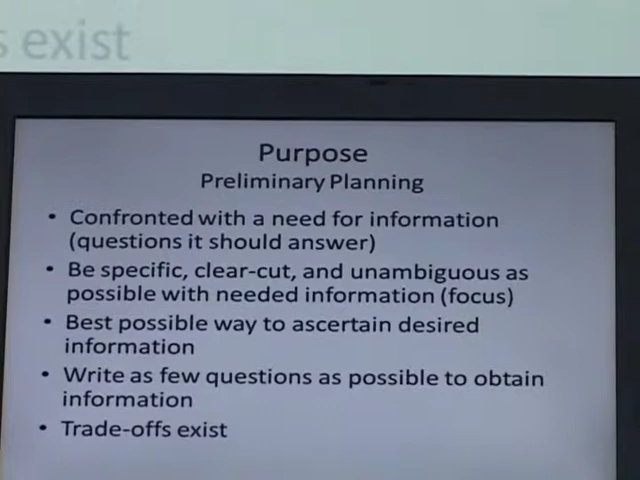 exist
Purpose
Preliminary Planning
• Confronted with a need for information
(questions it should answer)
• Be specific, clear-cut, and unambiguous as
possible with needed information (focus)
• Best possible way to ascertain desired
information
• Write as few questions as possible to obtain
information
• Trade-offs exist